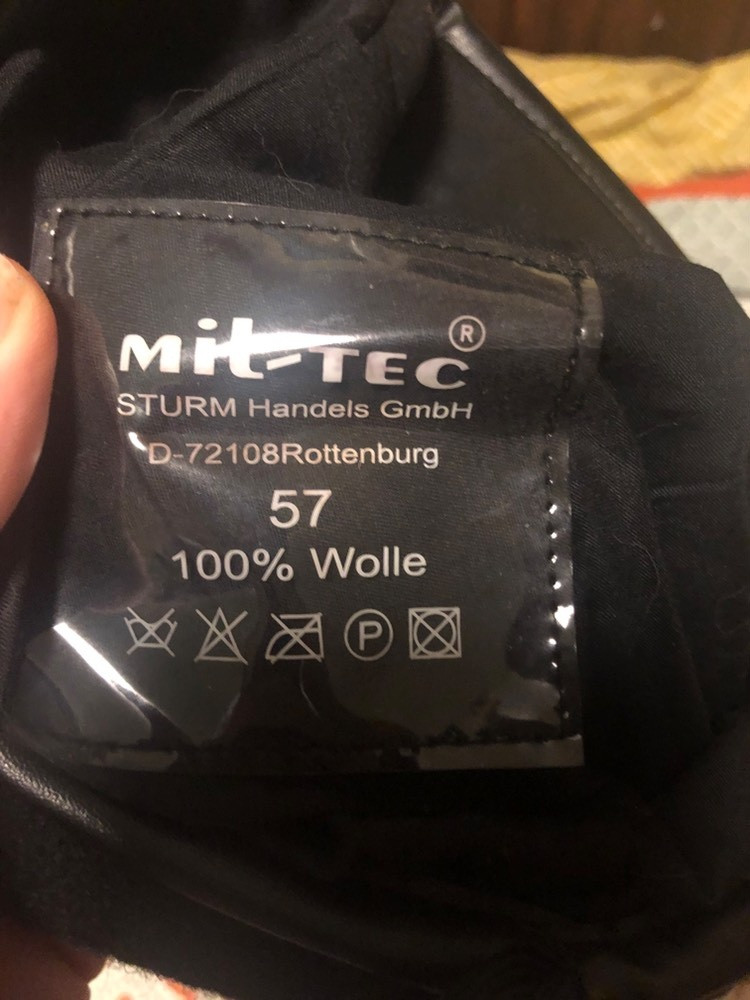 Mil-TEC ®
STURM Handels GmbH
D-72108Rottenburg
57
100% Wolle
P